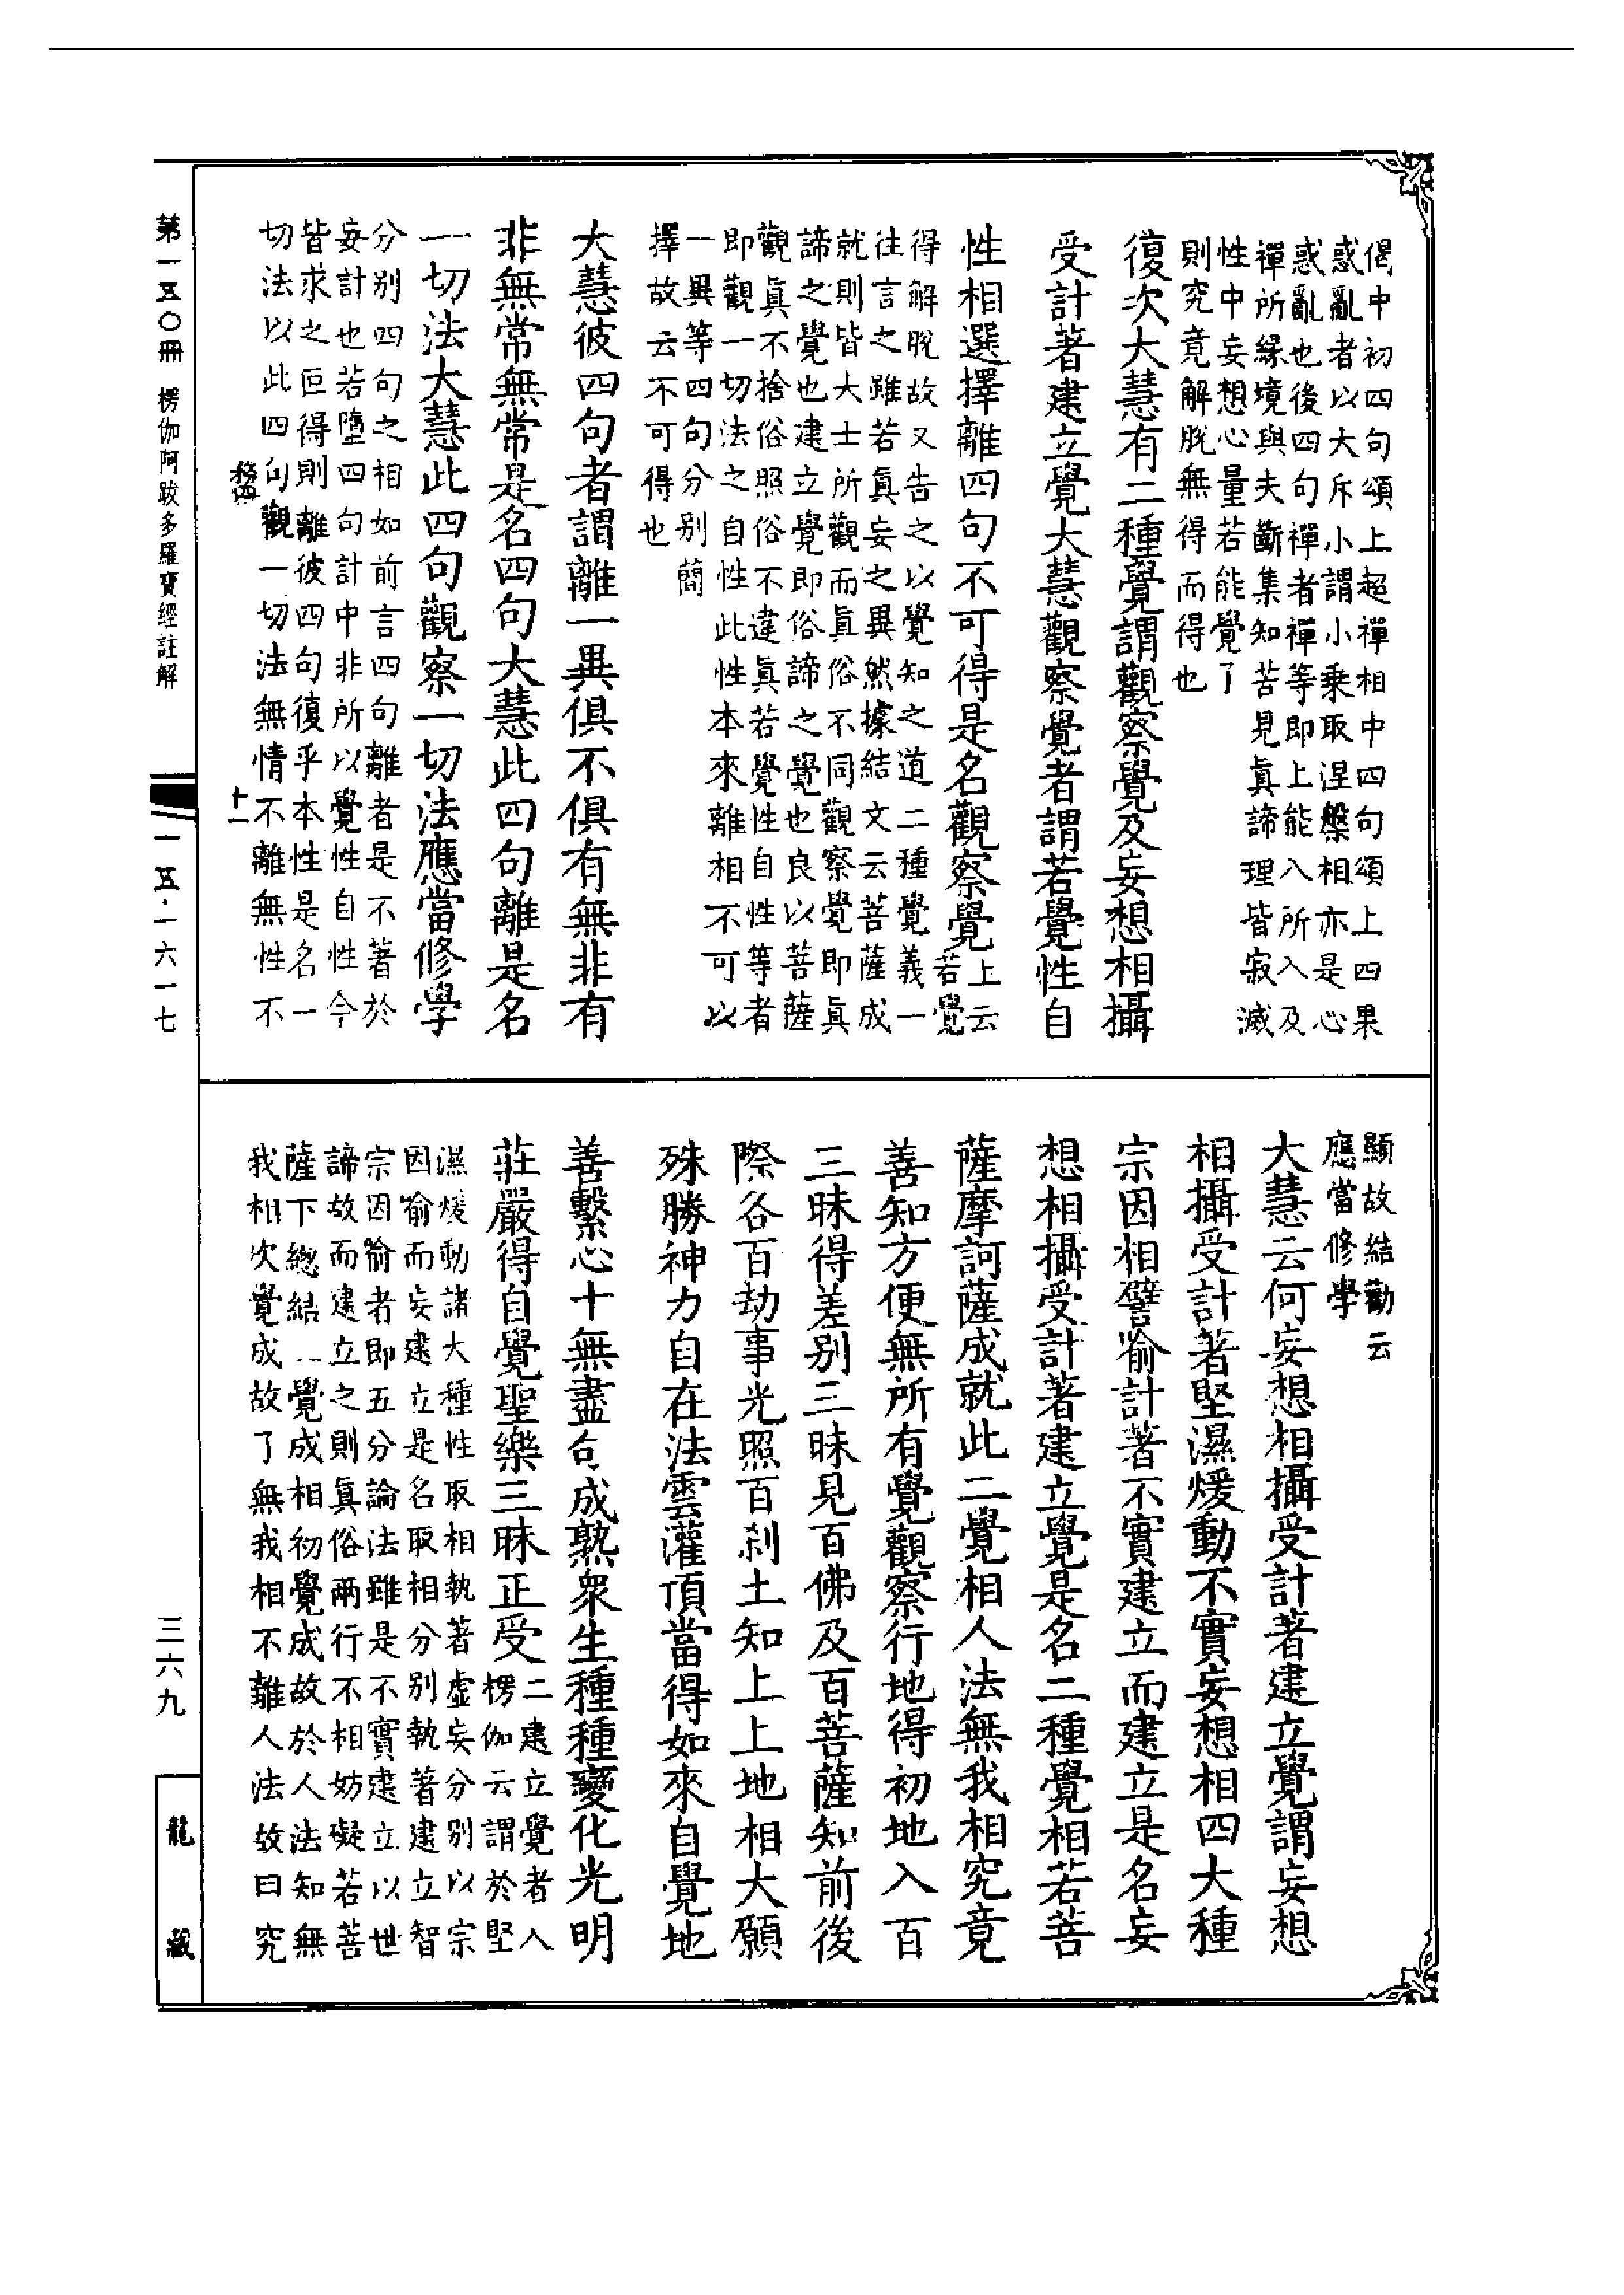 偈中初四句頌上超禪相中四句頌上四果
惑亂者以大斥小謂小乘取涅槃相亦是心
惑亂也後四句禪者禪等即上能入所入及
禪所緣境與夫斷集知苦見眞諦理皆寂滅
性中妄想心量若能覺了
則究竟解脫無得而得也
復次大慧有二種覺謂觀察覺及妄想相攝
受計著建立覺大慧觀察覺者謂若覺性自
性相選擇離四句不可得是名觀察覺上云
若覺
得解脫故又告之以覺知之道二種覺義一
往言之雖若眞妄之異然據結文云菩薩成
就則皆大士所觀而眞俗不同觀察覺即眞
諦之覺也建立覺即俗諦之覺也良以菩薩
觀眞不捨俗照俗不違眞若覺性自性等者
即觀一切法之自性此性本來離相不可以
一異等四句分別蕳
擇故云不可得也
大慧彼四句者謂離一異俱不俱有無非有
非無常無常是名四句大慧此四句離是名
一切法大慧此四句觀察一切法應當修學
分別四句之相如前言四句離者是不著於
妄計也若墮四句計中非所以覺性自性今
皆求之叵得則離彼四句復乎本性是名一
切法以此四句觀一切法無情不離無性不
務四
十一
顯故結勸云
應當修學
大慧云何妄想相攝受計著建立覺謂妄想
相攝受計著堅濕煖動不實妄想相四大種
宗因相譬喻計著不實建立而建立是名妄
想相攝受計著建立覺是名二種覺相若菩
薩摩訶薩成就此二覺相人法無我相究竟
善知方便無所有覺觀察行地得初地入百
三昧得差別三昧見百佛及百菩薩知前後
際各百劫事光照百刹土知上上地相大願
殊勝神力自在法雲灌頂當得如來自覺地
善繫心十無盡句成熟衆生種種變化光明
莊嚴得自覺聖樂三昧正受二建立覺者入
楞伽云謂於堅
濕煖動諸大種性取相執著虛妄分別以宗
因喻而妄建立是名取相分別執著建立智
宗因喻者即五分論法雖是不實建立以世
諦故而建立之則眞俗兩行不相妨礙若菩
薩下總結二覺成相初覺成故於人法知無
我相次覺成故了無我相不離人法故曰究
第一五〇冊 楞伽阿跋多羅寶經註解
一五·一六一七
三六九
龍藏